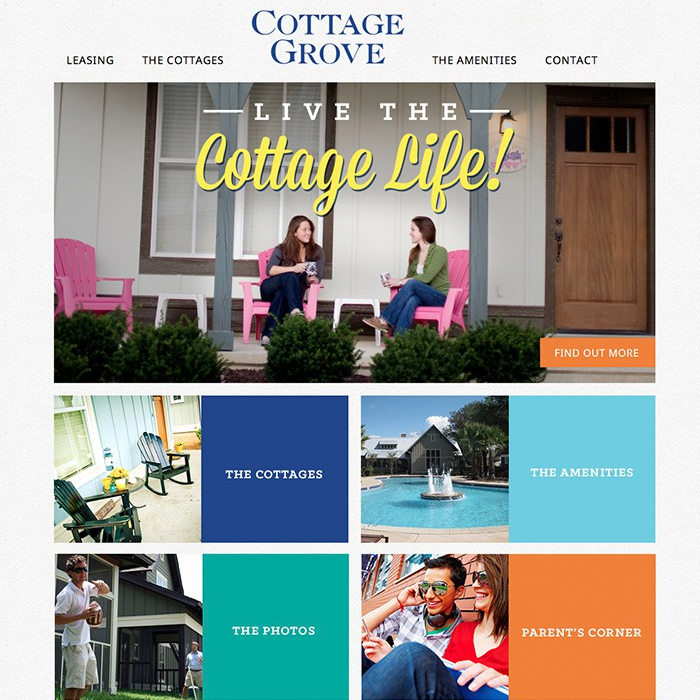 COTTAGE
GROVE
LEASING THE COTTAGES THE AMENITIES CONTACT
LIVE THE
Cottage Life!
FIND OUT MORE
THE COTTAGES
THE AMENITIES
THE PHOTOS
PARENT'S CORNER